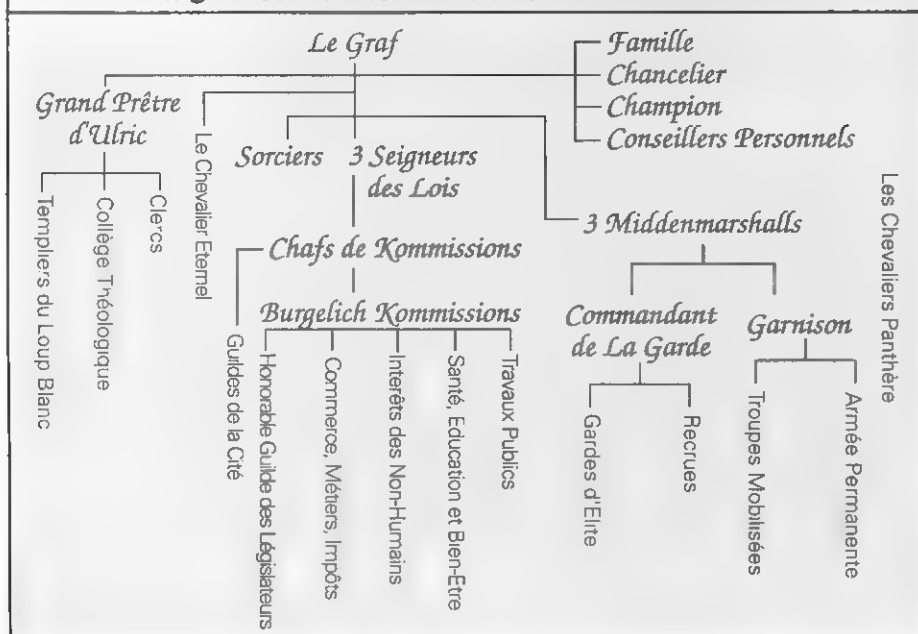 Le Graf
Famille
Chancelier
Champion
Conseillers Personnels
Grand Prêtre
d'Ulric
Le Chevalier Eternel
Sorciers
3 Seigneurs
des Lois
3 Middenmarshalls
Les Chevaliers Panthère
Templiers du Loup Blanc
Collège Théologique
Clercs
Chafs de Kommissions
Burgelich Kommissions
Guildes de la Cité
Honorable Guilde des Législateurs
Commerce, Métiers, Impôts
Interêts des Non-Humains
Santé, Education et Bien-Etre
Travaux Publics
Commandant
de La Garde
Garnison
Gardes d'Elite
Recrues
Troupes Mobilisées
Armée Permanente